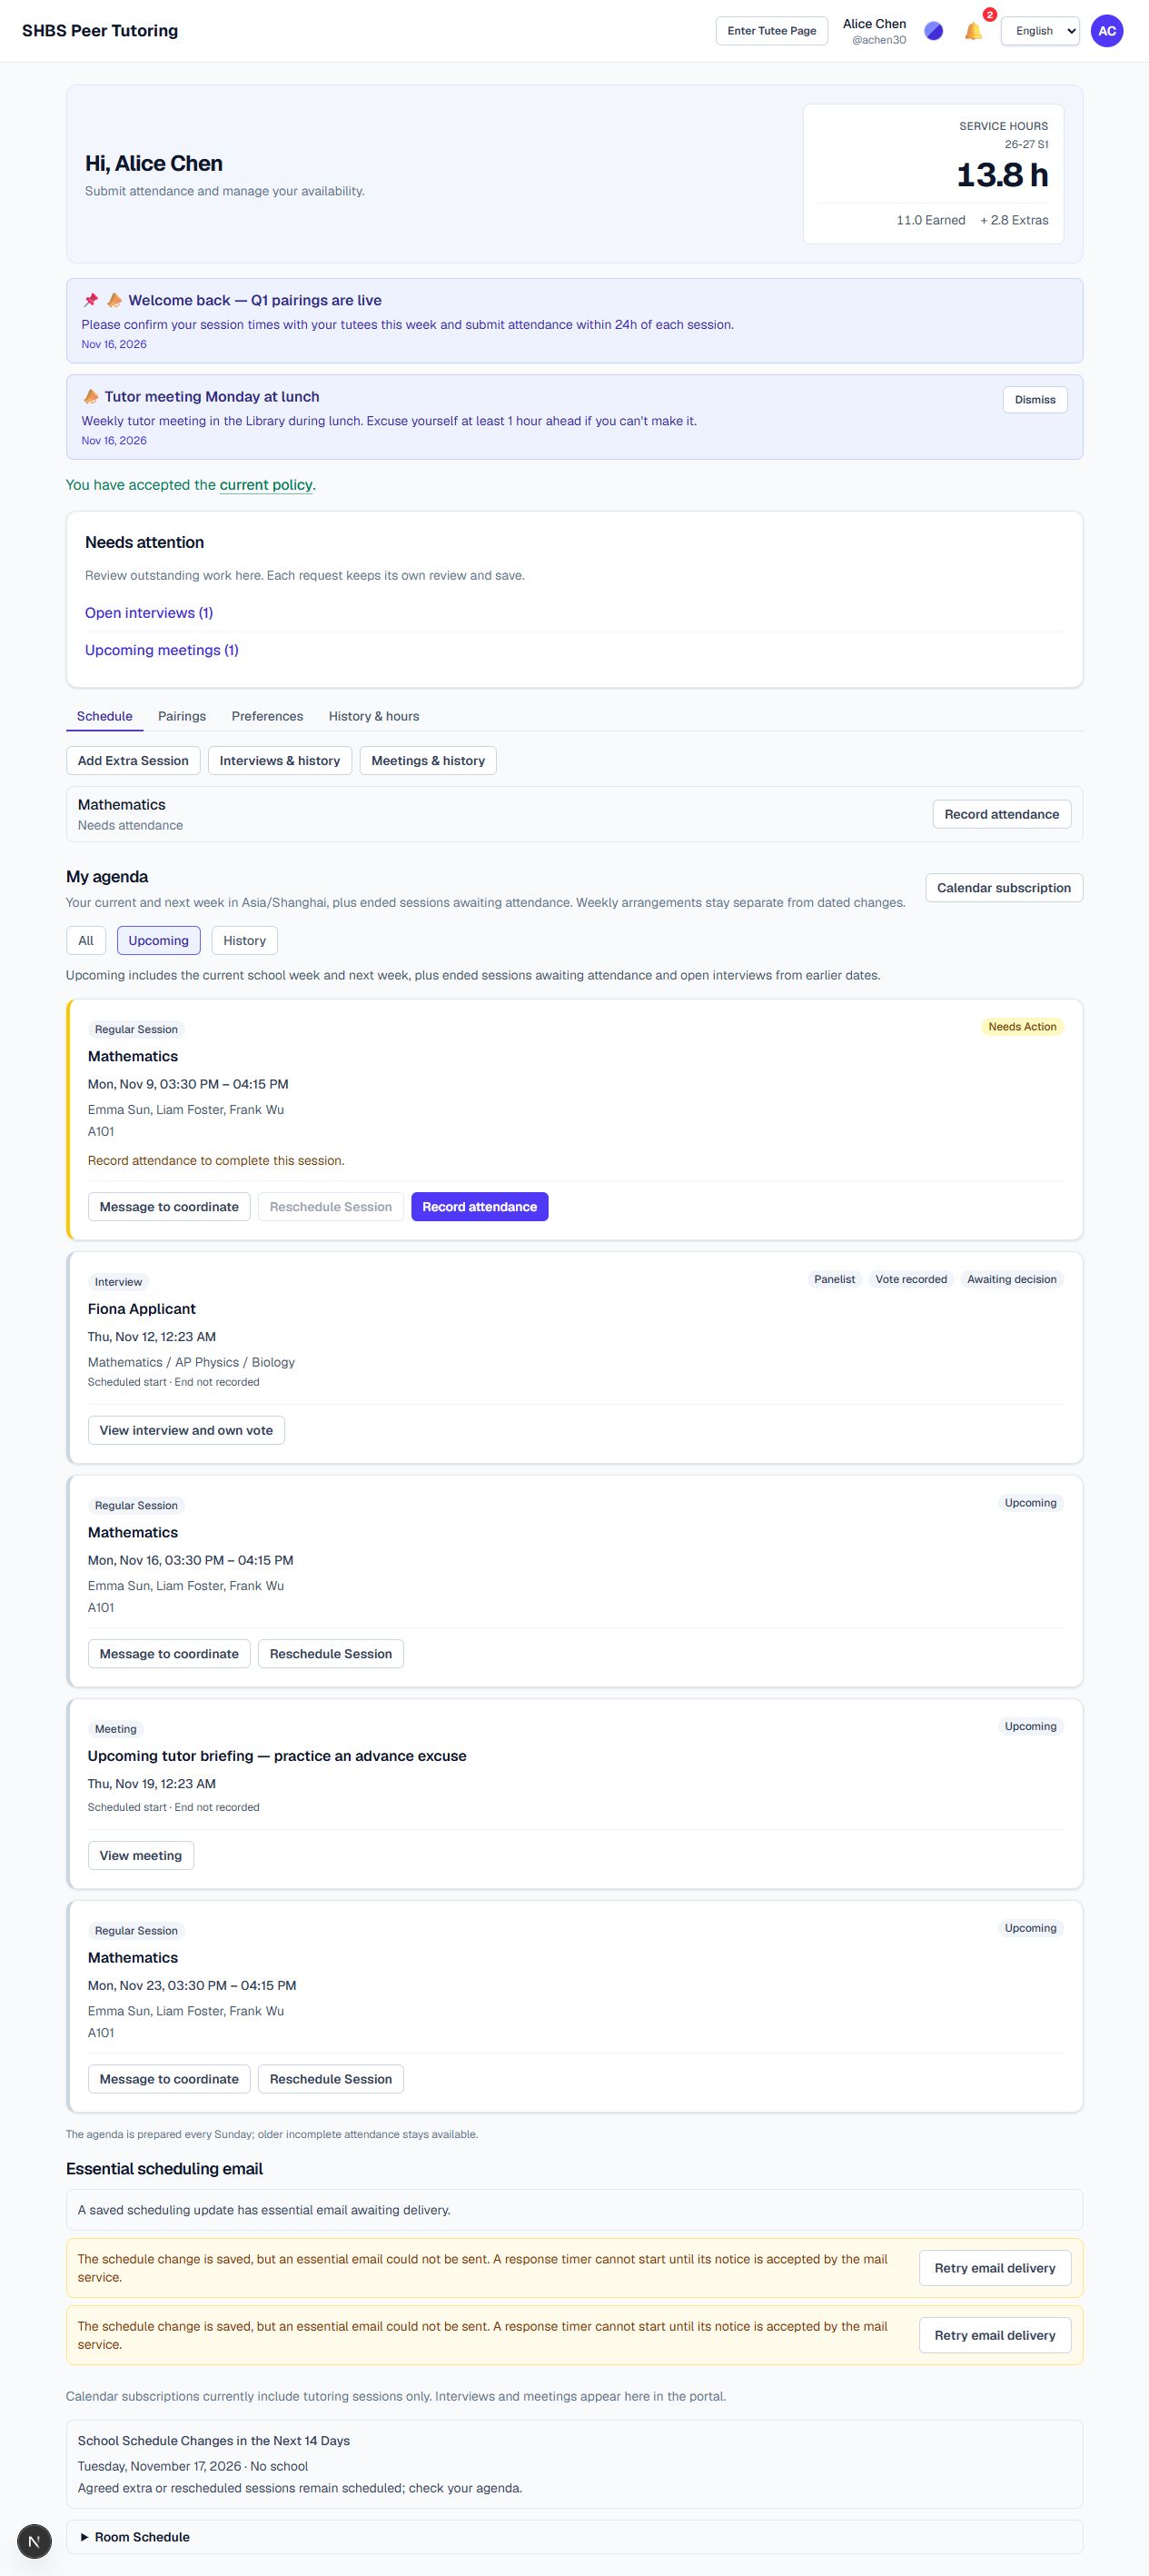 SHBS Peer Tutoring
Enter Tutee Page
Alice Chen
@achen30
2
English
AC
Hi, Alice Chen
Submit attendance and manage your availability.
SERVICE HOURS
26-27 S1
13.8 h
11.0 Earned + 2.8 Extras
Welcome back — Q1 pairings are live
Please confirm your session times with your tutees this week and submit attendance within 24h of each session.
Nov 16, 2026
Tutor meeting Monday at lunch
Dismiss
Weekly tutor meeting in the Library during lunch. Excuse yourself at least 1 hour ahead if you can't make it.
Nov 16, 2026
You have accepted the current policy.
Needs attention
Review outstanding work here. Each request keeps its own review and save.
Open interviews (1)
Upcoming meetings (1)
Schedule Pairings Preferences History & hours
Add Extra Session Interviews & history Meetings & history
Mathematics
Needs attendance
Record attendance
My agenda
Your current and next week in Asia/Shanghai, plus ended sessions awaiting attendance. Weekly arrangements stay separate from dated changes.
Calendar subscription
All Upcoming History
Upcoming includes the current school week and next week, plus ended sessions awaiting attendance and open interviews from earlier dates.
Regular Session
Needs Action
Mathematics
Mon, Nov 9, 03:30 PM – 04:15 PM
Emma Sun, Liam Foster, Frank Wu
A101
Record attendance to complete this session.
Message to coordinate Reschedule Session Record attendance
Interview
Panelist Vote recorded Awaiting decision
Fiona Applicant
Thu, Nov 12, 12:23 AM
Mathematics / AP Physics / Biology
Scheduled start · End not recorded
View interview and own vote
Regular Session
Upcoming
Mathematics
Mon, Nov 16, 03:30 PM – 04:15 PM
Emma Sun, Liam Foster, Frank Wu
A101
Message to coordinate Reschedule Session
Meeting
Upcoming
Upcoming tutor briefing — practice an advance excuse
Thu, Nov 19, 12:23 AM
Scheduled start · End not recorded
View meeting
Regular Session
Upcoming
Mathematics
Mon, Nov 23, 03:30 PM – 04:15 PM
Emma Sun, Liam Foster, Frank Wu
A101
Message to coordinate Reschedule Session
The agenda is prepared every Sunday; older incomplete attendance stays available.
Essential scheduling email
A saved scheduling update has essential email awaiting delivery.
The schedule change is saved, but an essential email could not be sent. A response timer cannot start until its notice is accepted by the mail
service.
Retry email delivery
The schedule change is saved, but an essential email could not be sent. A response timer cannot start until its notice is accepted by the mail
service.
Retry email delivery
Calendar subscriptions currently include tutoring sessions only. Interviews and meetings appear here in the portal.
School Schedule Changes in the Next 14 Days
Tuesday, November 17, 2026 · No school
Agreed extra or rescheduled sessions remain scheduled; check your agenda.
Room Schedule
N